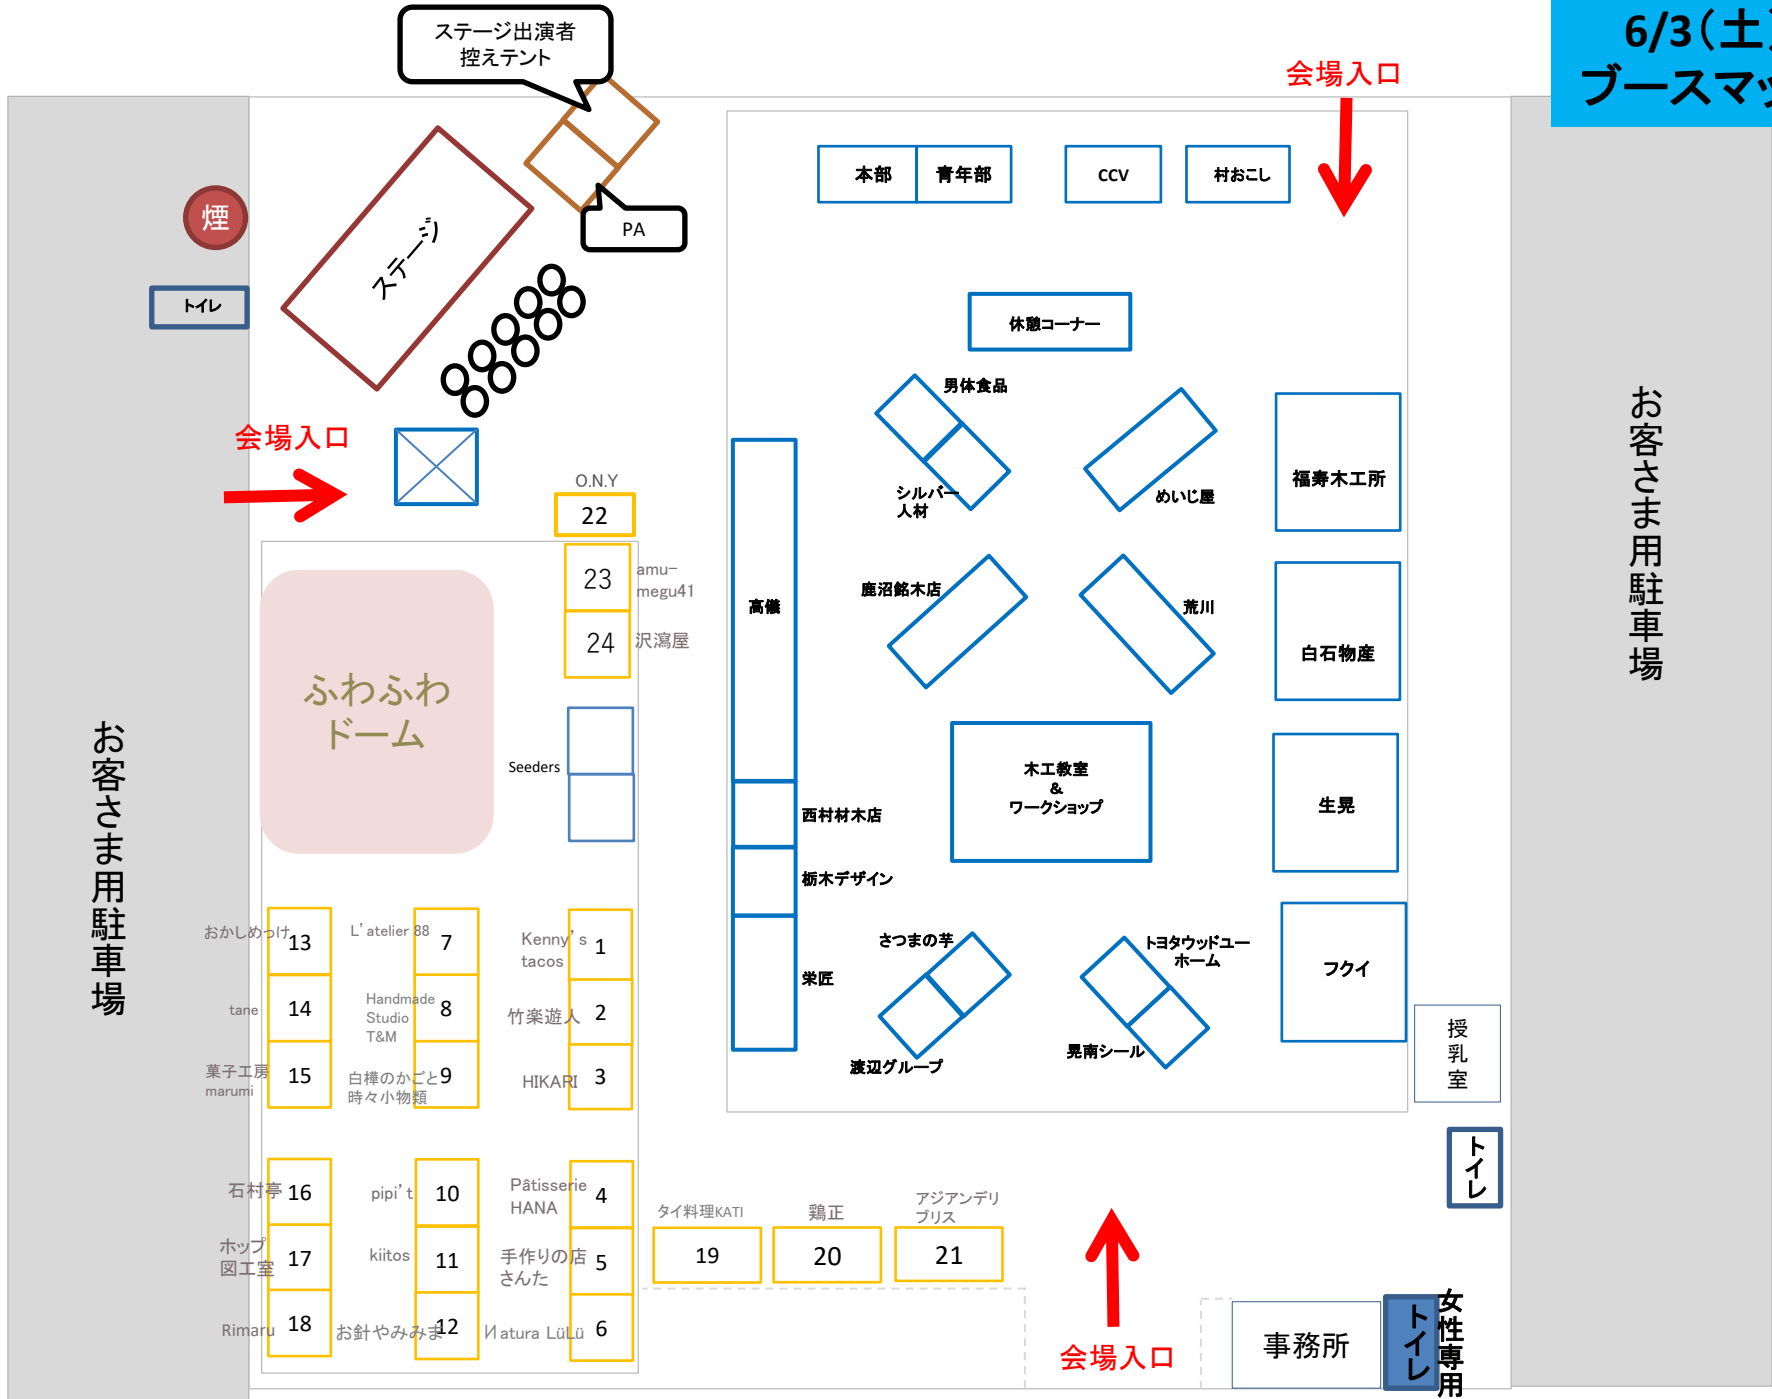 6/3(土)
ブースマッ
ステージ出演者
控えテント
会場入口
本部
青年部
CCV
村おこし
煙
PA
ステージ
トイレ
休憩コーナー
男体食品
シルバー
人材
めいじ屋
福寿木工所
お客さま用駐車場
会場入口
O.N.Y
22
23
amu-
megu41
24
沢瀉屋
高儀
鹿沼銘木店
荒川
白石物産
ふわふわ
ドーム
Seeders
木工教室
&
ワークショップ
生晃
西村材木店
栃木デザイン
栄匠
お客さま用駐車場
さつまの芋
渡辺グループ
トヨタウッドユー
ホーム
晃南シール
フクイ
授乳室
トイレ
おかしめっけ
13
L'atelier 88
7
Kenny's
tacos
1
tane
14
Handmade
Studio
T&M
8
竹楽遊人
2
菓子工房
marumi
15
白樺のかごと
時々小物類
9
HIKARI
3
石村亭
16
pipi't
10
Pâtisserie
HANA
4
ホップ
図工室
17
kiitos
11
手作りの店
さんた
5
Rimaru
18
お針やみみま
12
Иatura LüLü
6
タイ料理KATI
19
鶏正
20
アジアンデリ
ブリス
21
会場入口
事務所
トイレ
女性専用